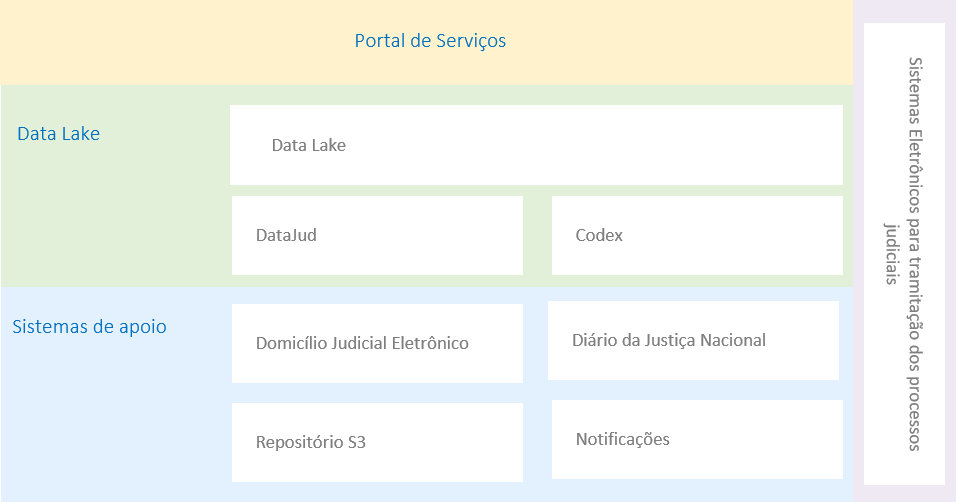 Portal de Serviços
Data Lake
Data Lake
DataJud
Codex
Sistemas de apoio
Domicílio Judicial Eletrônico
Diário da Justiça Nacional
Repositório S3
Notificações
Sistemas Eletrônicos para tramitação dos processos
judiciais